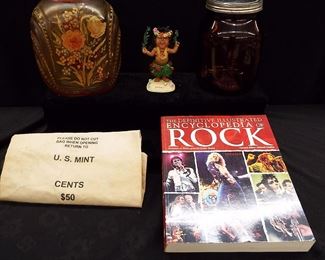 PLEASE DO NOT CUT
BAG WHEN OPENING
RETURN TO
U. S. MINT
CENTS
$50
THE DEFINITIVE ILLUSTRATED
ENCYCLOPEDIA OF
ROCK